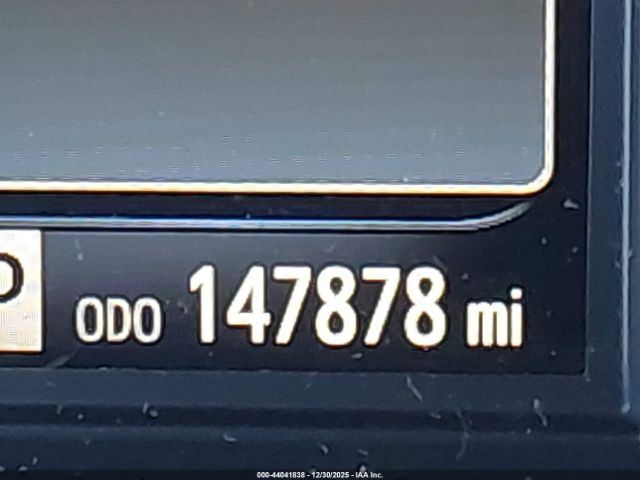 P
ODO 147878 mi
000-44041838 - 12/30/2025 - IAA Inc.